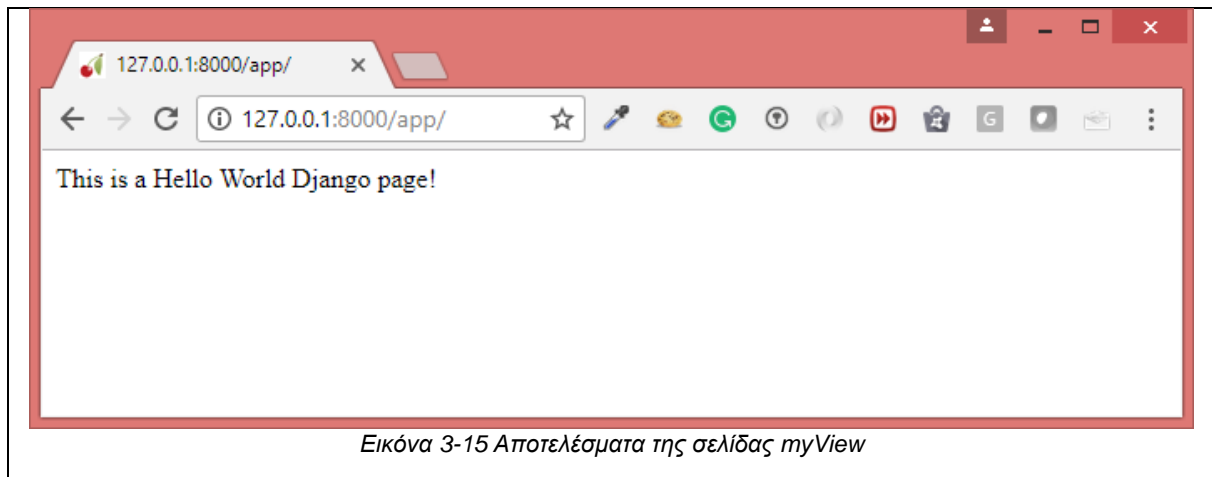 127.0.0.1:8000/app/
127.0.0.1:8000/app/
This is a Hello World Django page!
Εικόνα 3-15 Αποτελέσματα της σελίδας myView